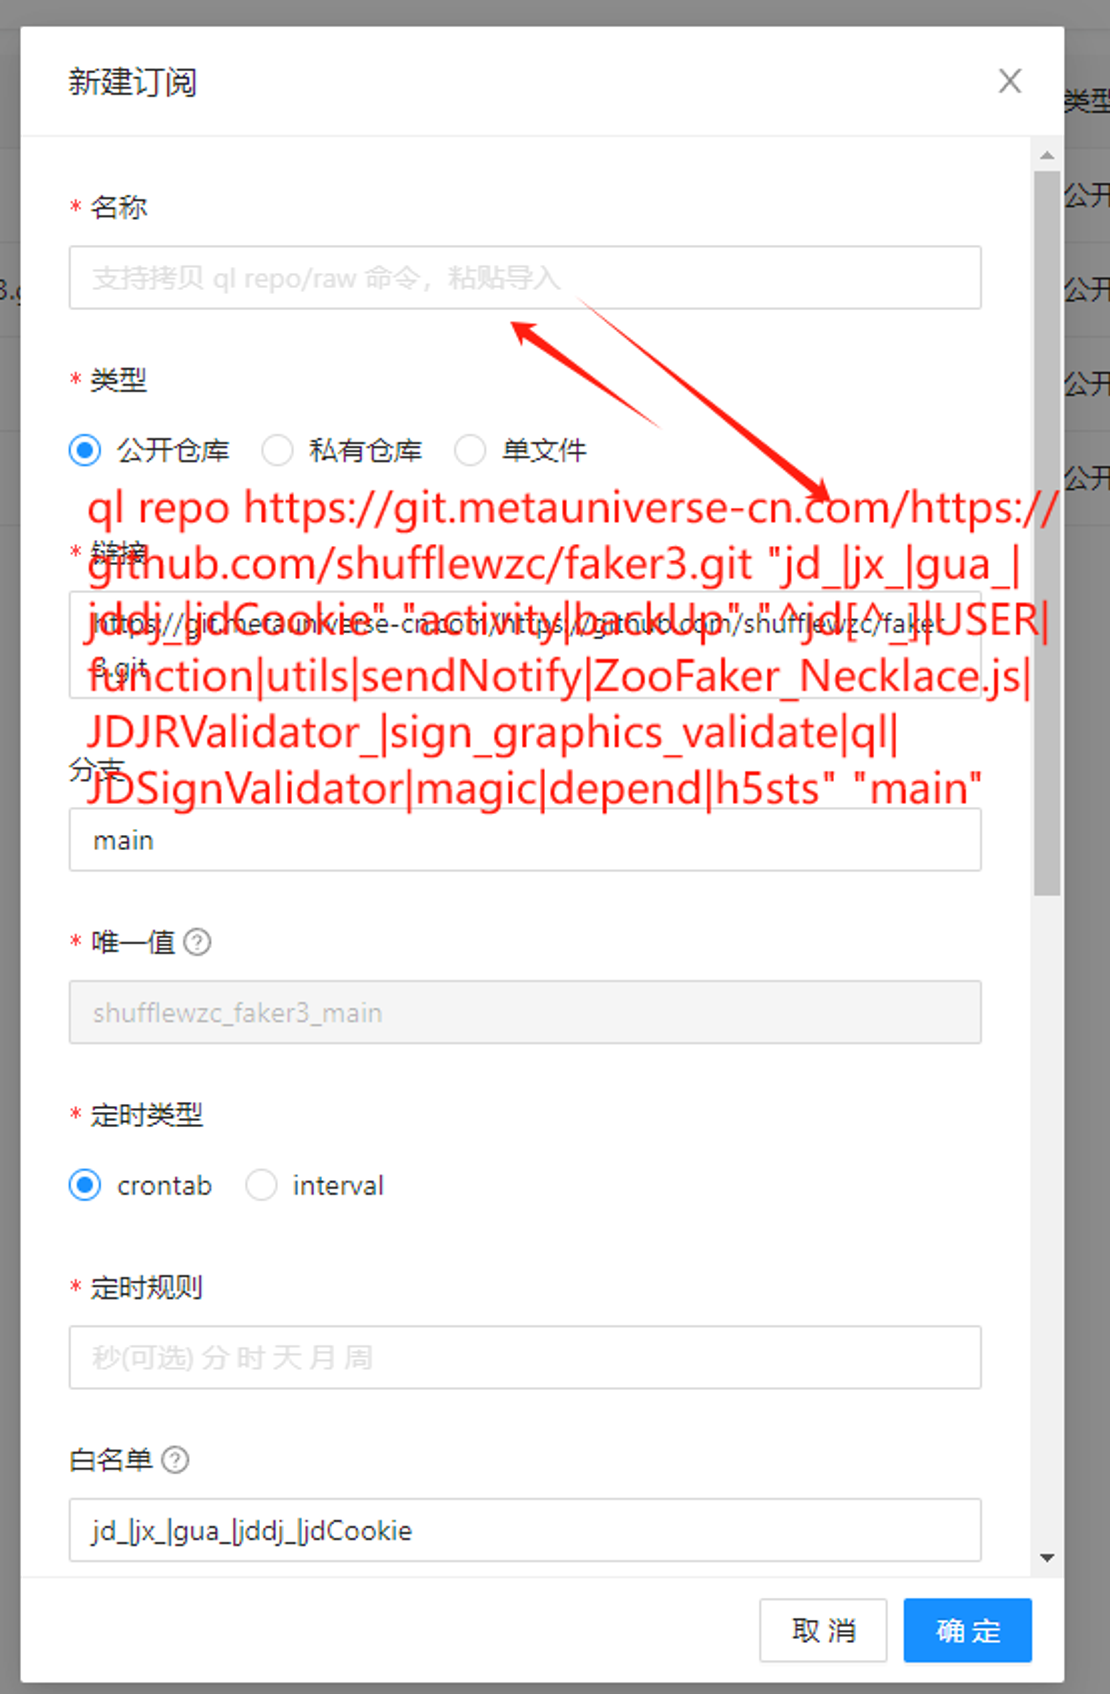 新建订阅
类型
* 名称
公开
支持拷贝 ql repo/raw 命令，粘贴导入
公开
* 类型
公开
公开仓库 私有仓库 单文件
公开
ql repo https://git.metauniverse-cn.com/https://
* 链接
github.com/shufflewzc/faker3.git "jd_|jx_|gua_|
jddj_|jdCookie" "activity|backUp" "^jd[^_]|USER|
https://git.metauniverse-cn.com/https://github.com/shufflewzc/faker
3.git
function|utils|sendNotify|ZooFaker_Necklace.js|
JDJRValidator_|sign_graphics_validate|ql|
分支
JDSignValidator|magic|depend|h5sts" "main"
main
* 唯一值
shufflewzc_faker3_main
* 定时类型
crontab interval
* 定时规则
秒(可选) 分 时 天 月 周
白名单
jd_|jx_|gua_|jddj_|jdCookie
取 消 确 定